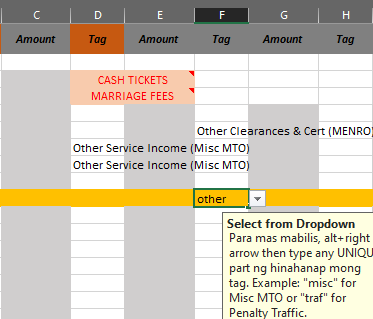 C D E F G H
Amount Tag Amount Tag Amount Tag
CASH TICKETS
MARRIAGE FEES
Other Clearances & Cert (MENRO)
Other Service Income (Misc MTO)
Other Service Income (Misc MTO)
other
Select from Dropdown
Para mas mabilis, alt+right
arrow then type any UNIQU
part ng hinahanap mong
tag. Example: "misc" for
Misc MTO or "traf" for
Penalty Traffic.